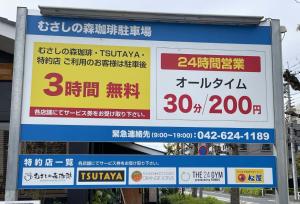 むさしの森珈琲駐車場
むさしの森珈琲・TSUTAYA・
特約店 ご利用のお客様は駐車後
3時間 無料
各店舗にてサービス券をお受け取り下さい。
24時間営業
オールタイム
30分/200円
緊急連絡先（9:00～19:00）：042-624-1189
特約店一覧 各店舗にてサービス券をお受け取り下さい。
むさしの森珈琲
TSUTAYA
THE 24 GYM
松屋